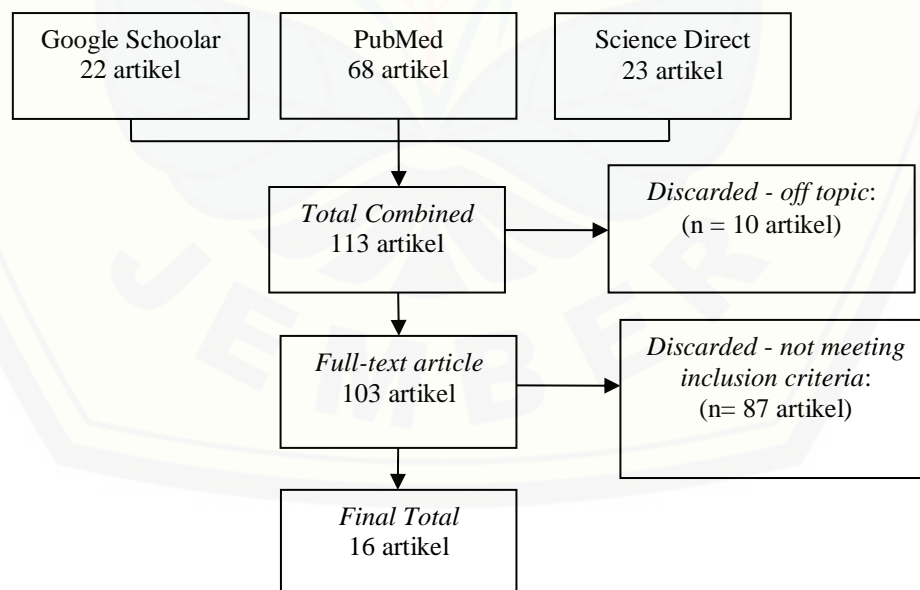 Google Schoolar
22 artikel
PubMed
68 artikel
Science Direct
23 artikel
Total Combined
113 artikel
Discarded - off topic:
(n = 10 artikel)
Full-text article
103 artikel
Discarded - not meeting
inclusion criteria:
(n= 87 artikel)
Final Total
16 artikel
JEMBER